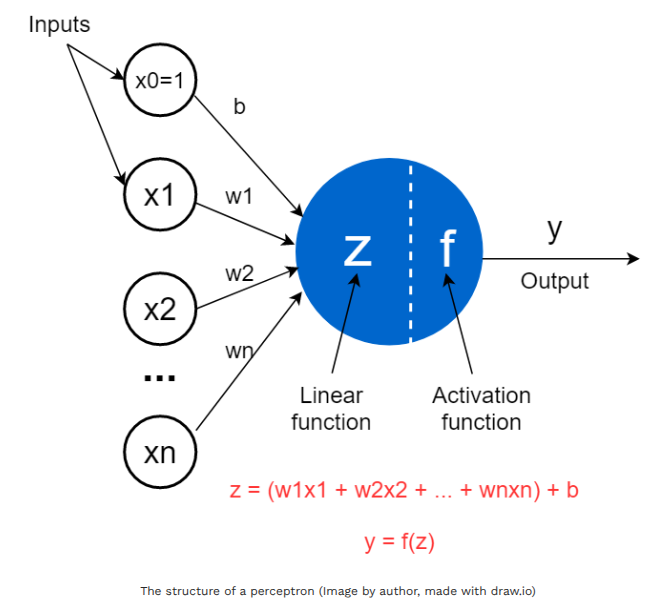 Inputs
x0=1
b
x1
w1
x2
w2
...
wn
xn
z
f
y
Output
Linear
function
Activation
function
z = (w1x1 + w2x2 + ... + wnxn) + b
y = f(z)
The structure of a perceptron (Image by author, made with draw.io)